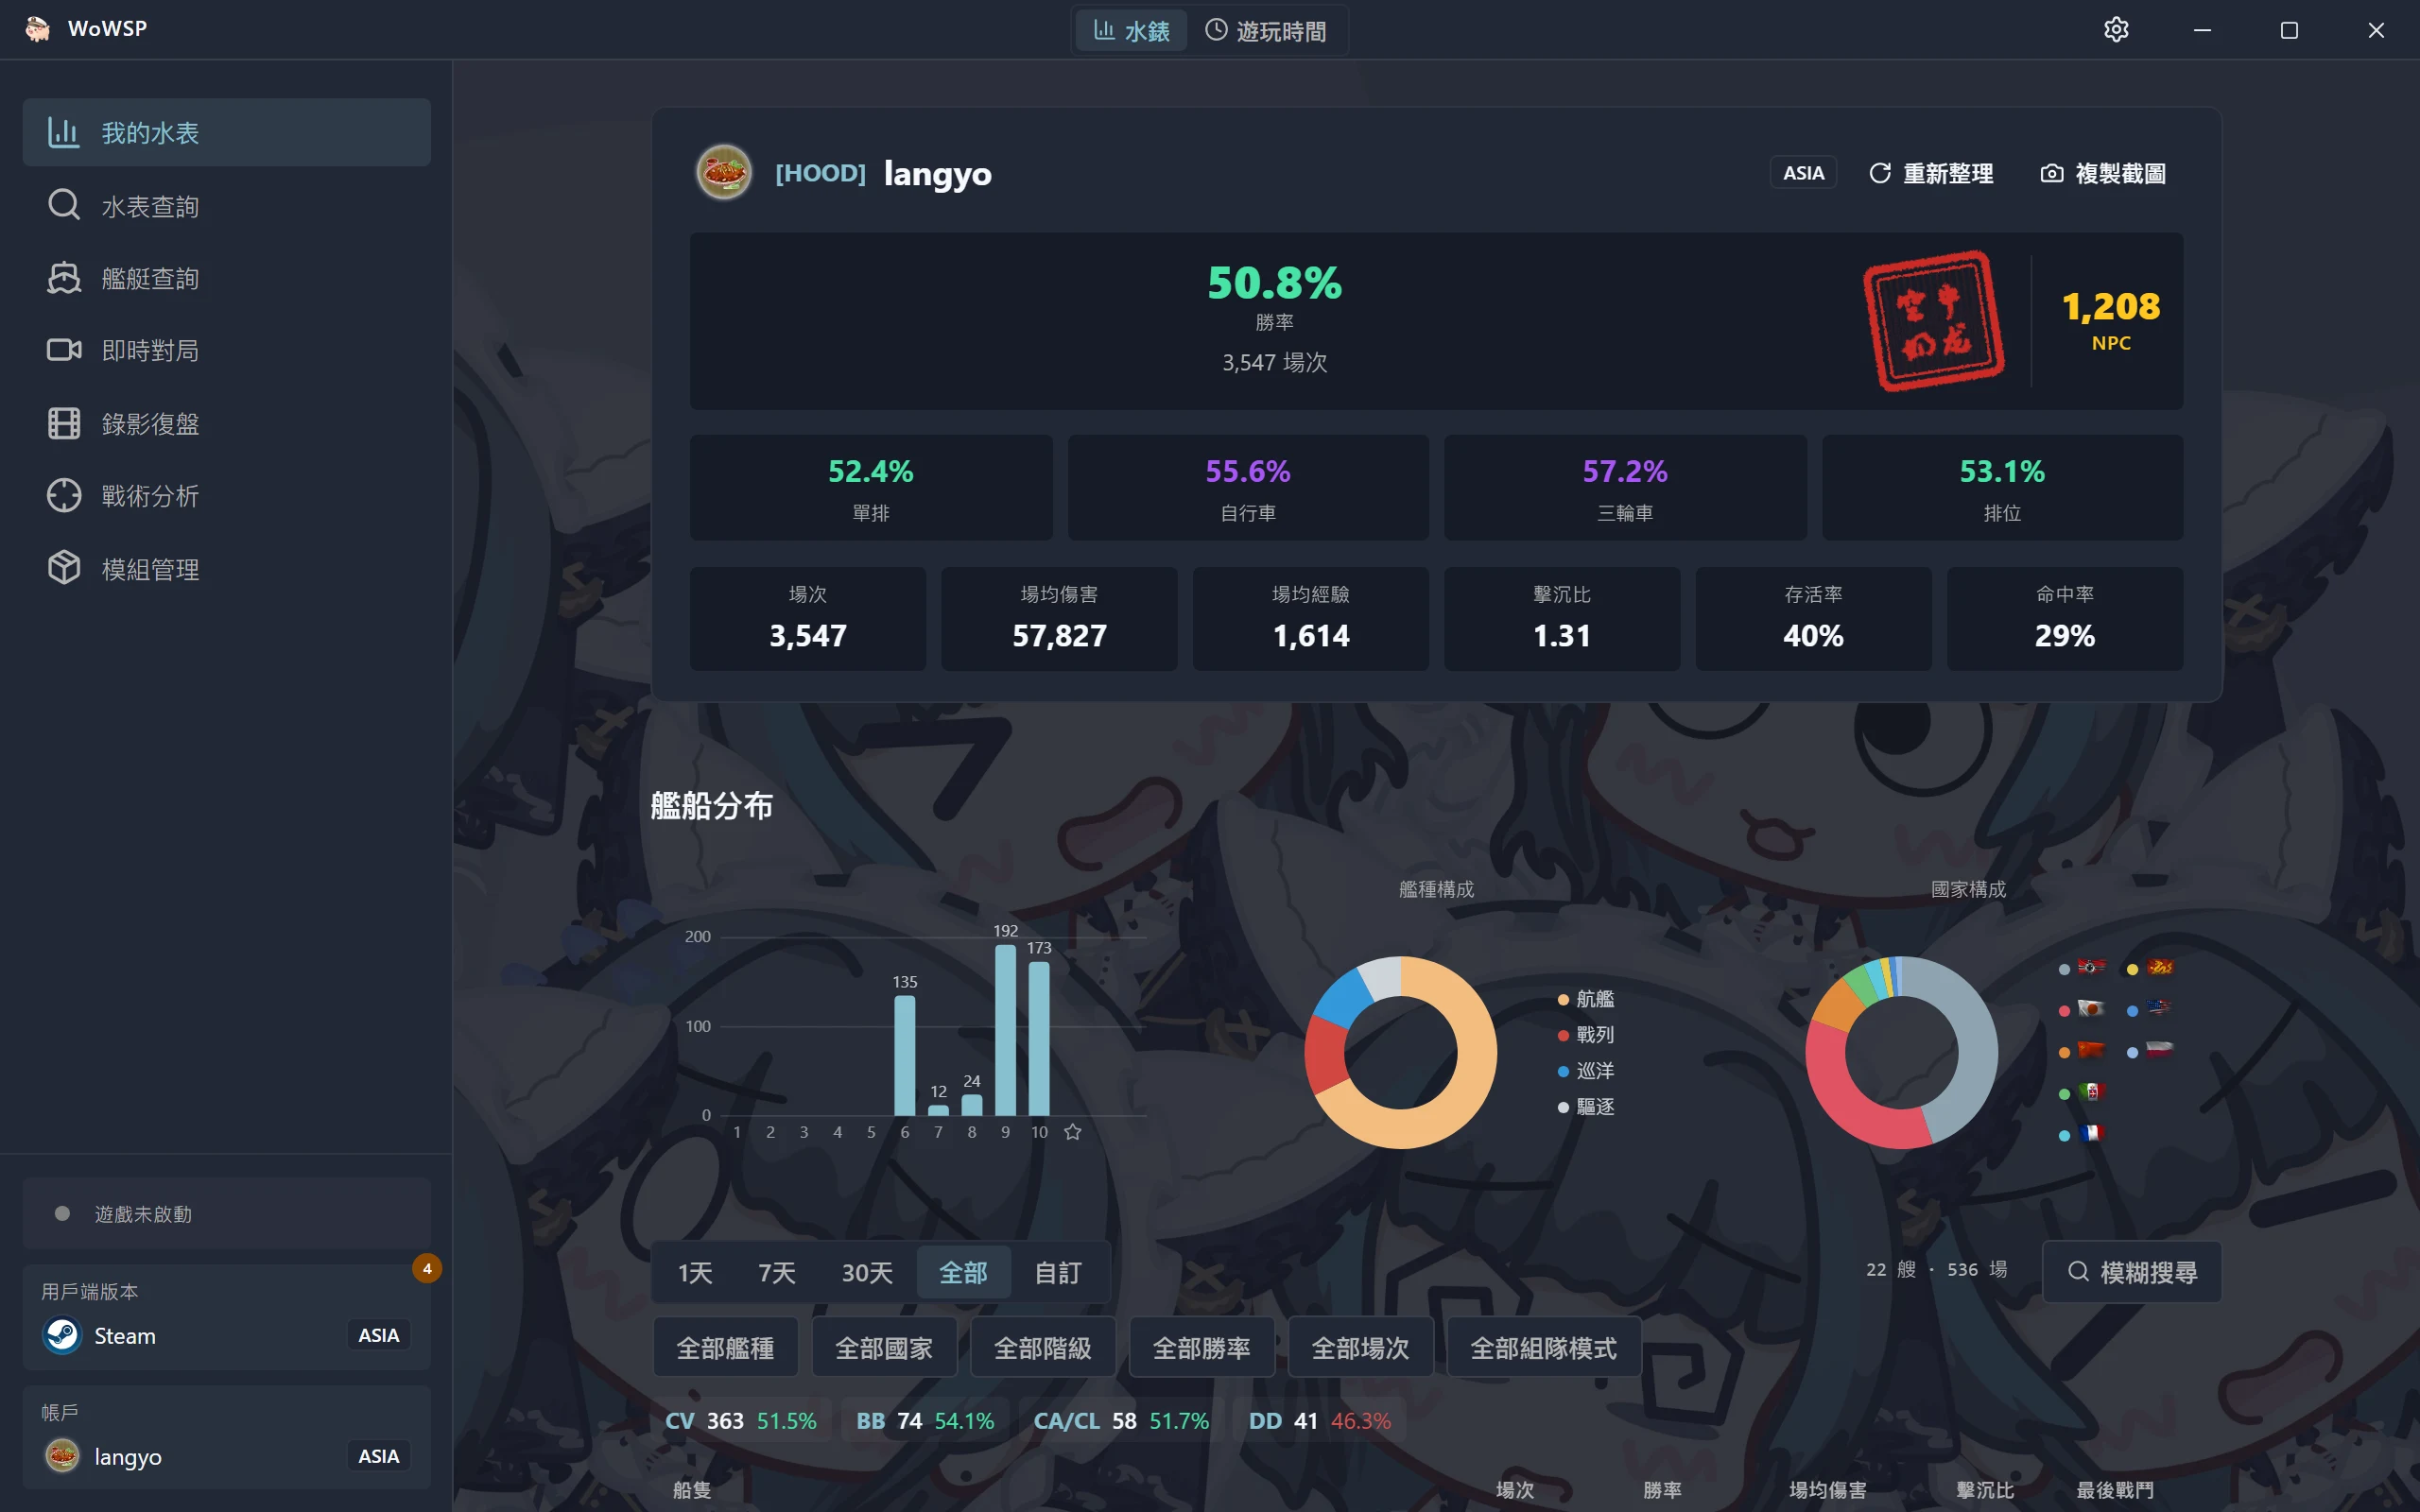 WoWSP
水錶
遊玩時間
我的水表
水表查詢
艦艇查詢
即時對局
錄影復盤
戰術分析
模組管理
遊戲未啟動
4
用戶端版本
Steam ASIA
帳戶
langyo ASIA
[HOOD] langyo
ASIA
重新整理
複製截圖
50.8%
勝率
3,547 場次
空中
奶龙
1,208
NPC
52.4%
單排
55.6%
自行車
57.2%
三輪車
53.1%
排位
場次
3,547
場均傷害
57,827
場均經驗
1,614
擊沉比
1.31
存活率
40%
命中率
29%
艦船分布
200
100
0
135
12
24
192
173
1 2 3 4 5 6 7 8 9 10
艦種構成
航艦
戰列
巡洋
驅逐
國家構成
1天 7天 30天 全部 自訂
22 艘 · 536 場
模糊搜尋
全部艦種 全部國家 全部階級 全部勝率 全部場次 全部組隊模式
CV 363 51.5% BB 74 54.1% CA/CL 58 51.7% DD 41 46.3%
船隻 場次 勝率 場均傷害 擊沉比 最後戰鬥